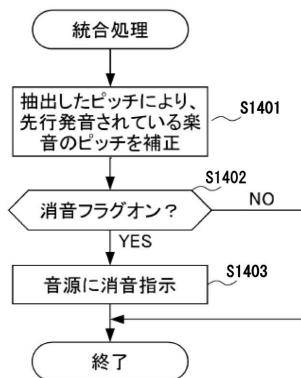 統合処理
抽出したピッチにより、
先行発音されている楽
音のピッチを補正
S1401
S1402
消音フラグオン？
NO
YES
S1403
音源に消音指示
終了